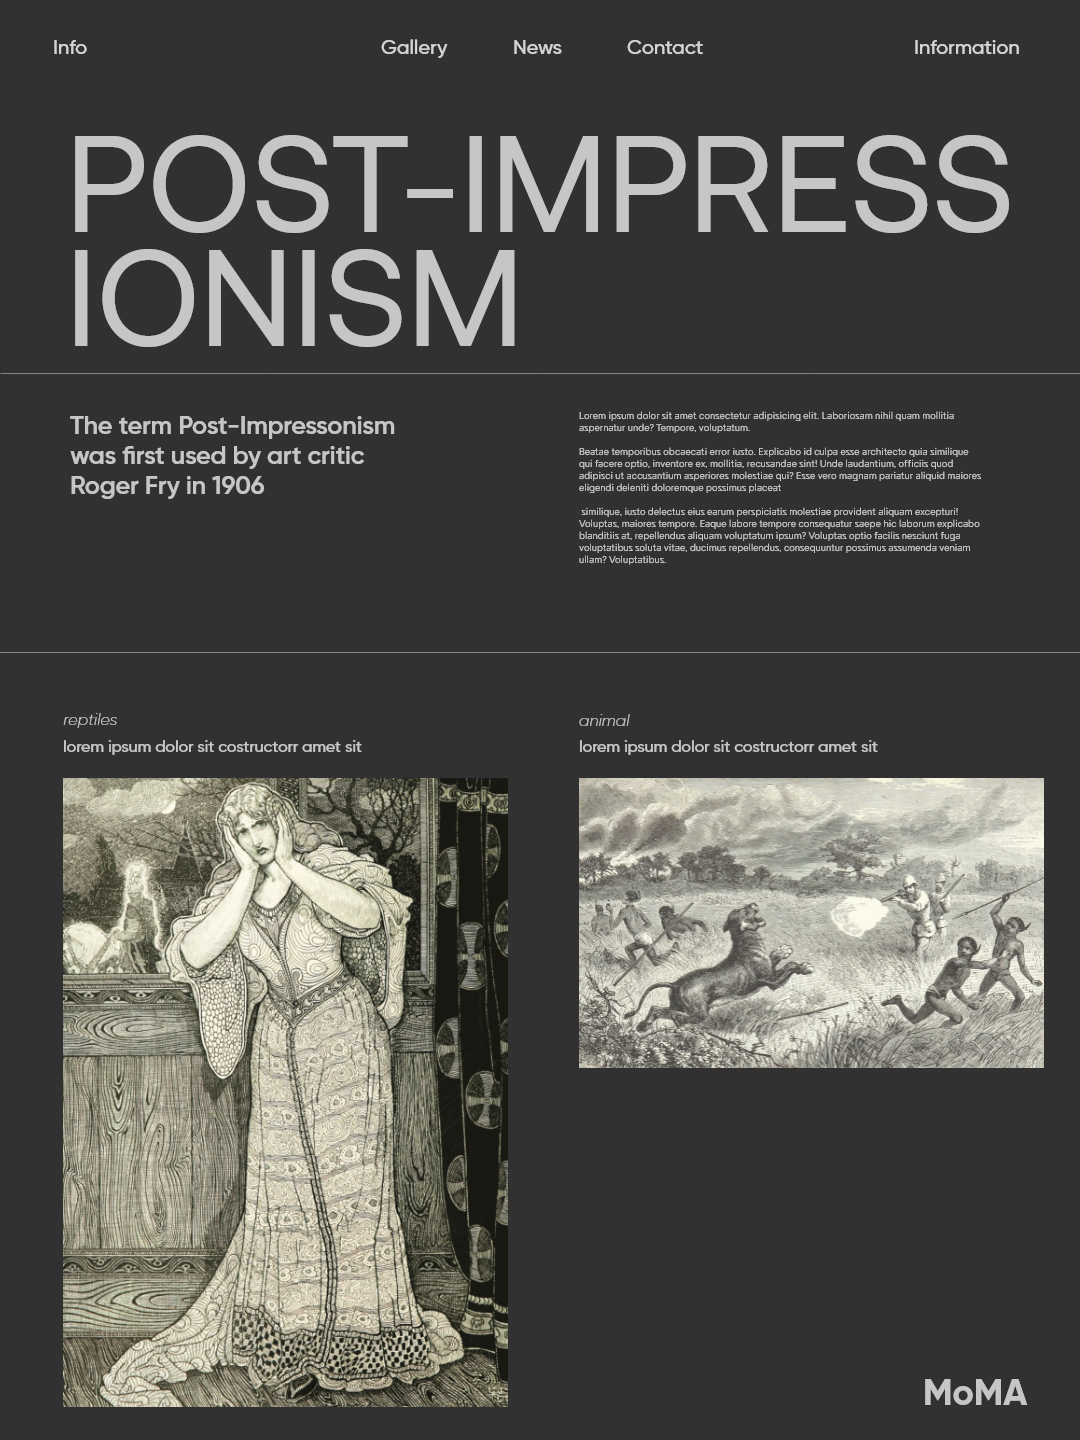 Info Gallery News Contact Information
POST-IMPRESS
IONISM
The term Post-Impressonism
was first used by art critic
Roger Fry in 1906
Lorem ipsum dolor sit amet consectetur adipisicing elit. Laboriosam nihil quam mollitia
aspernatur unde? Tempore, voluptatum.
Beatae temporibus obcaecati error iusto. Explicabo id culpa esse architecto quia similique
qui facere optio, inventore ex, mollitia, recusandae sint! Unde laudantium, officiis quod
adipisci ut accusantium asperiores molestiae qui? Esse vero magnam pariatur aliquid maiores
eligendi deleniti doloremque possimus placeat
similique, iusto delectus eius earum perspiciatis molestiae provident aliquam excepturi!
Voluptas, maiores tempore. Eaque labore tempore consequatur saepe hic laborum explicabo
blanditiis at, repellendus aliquam voluptatum ipsum? Voluptas optio facilis nesciunt fuga
voluptatibus soluta vitae, ducimus repellendus, consequuntur possimus assumenda veniam
ullam? Voluptatibus.
reptiles
lorem ipsum dolor sit costructorr amet sit
animal
lorem ipsum dolor sit costructorr amet sit
MoMA